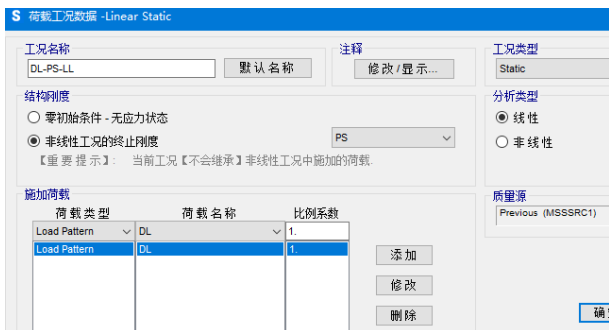 S 荷载工况数据 -Linear Static
工况名称
DL-PS-LL
默认名称
注释
修改/显示...
工况类型
Static
结构刚度
零初始条件 - 无应力状态
非线性工况的终止刚度
PS
【重要提示】: 当前工况【不会继承】非线性工况中施加的荷载.
分析类型
线性
非线性
施加荷载
荷载类型 荷载名称 比例系数
Load Pattern DL 1.
Load Pattern DL 1.
添加
修改
删除
质量源
Previous (MSSSRC1)